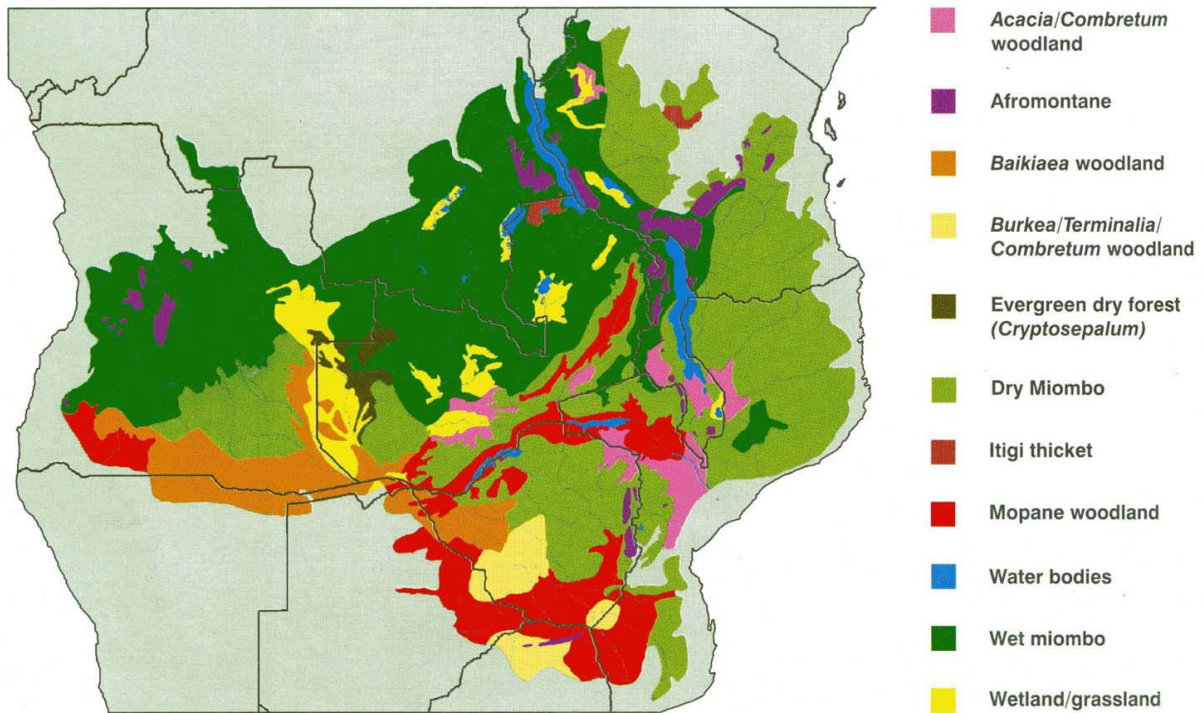 Acacia/Combretum
woodland
Afromontane
Baikiaea woodland
Burkea/Terminalia/
Combretum woodland
Evergreen dry forest
(Cryptosepalum)
Dry Miombo
Itigi thicket
Mopane woodland
Water bodies
Wet miombo
Wetland/grassland